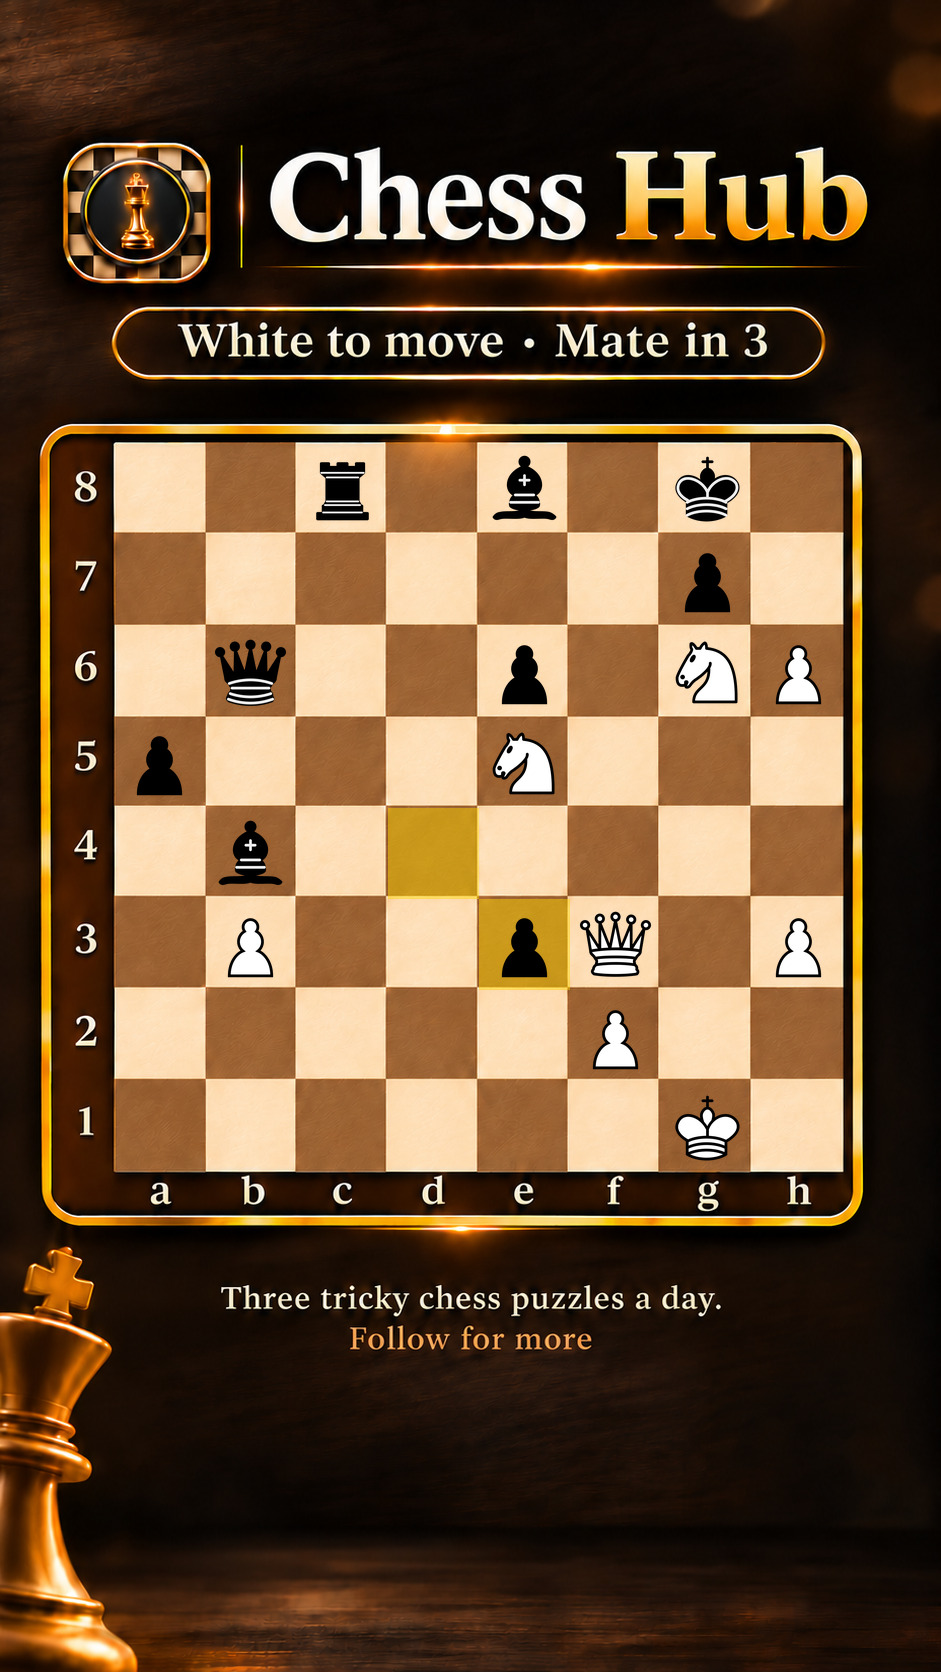 Chess Hub
White to move • Mate in 3
8
7
6
5
4
3
2
1
a b c d e f g h
Three tricky chess puzzles a day.
Follow for more